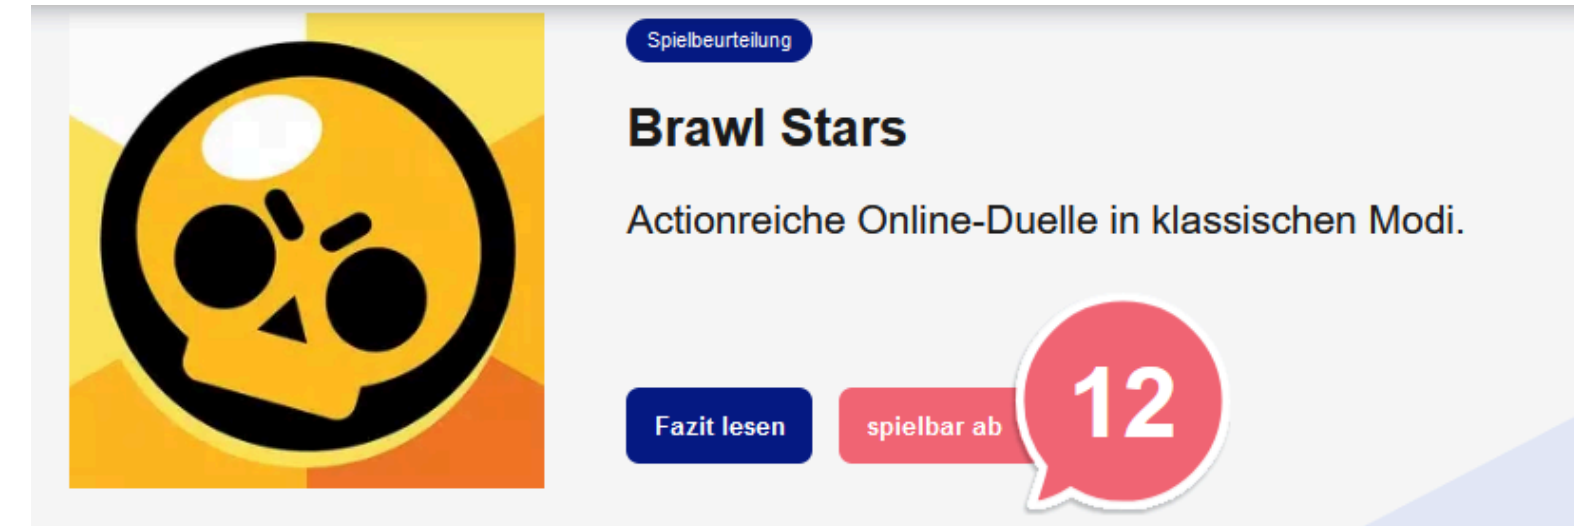 Spielbeurteilung
Brawl Stars
Actionreiche Online-Duelle in klassischen Modi.
Fazit lesen
spielbar ab
12